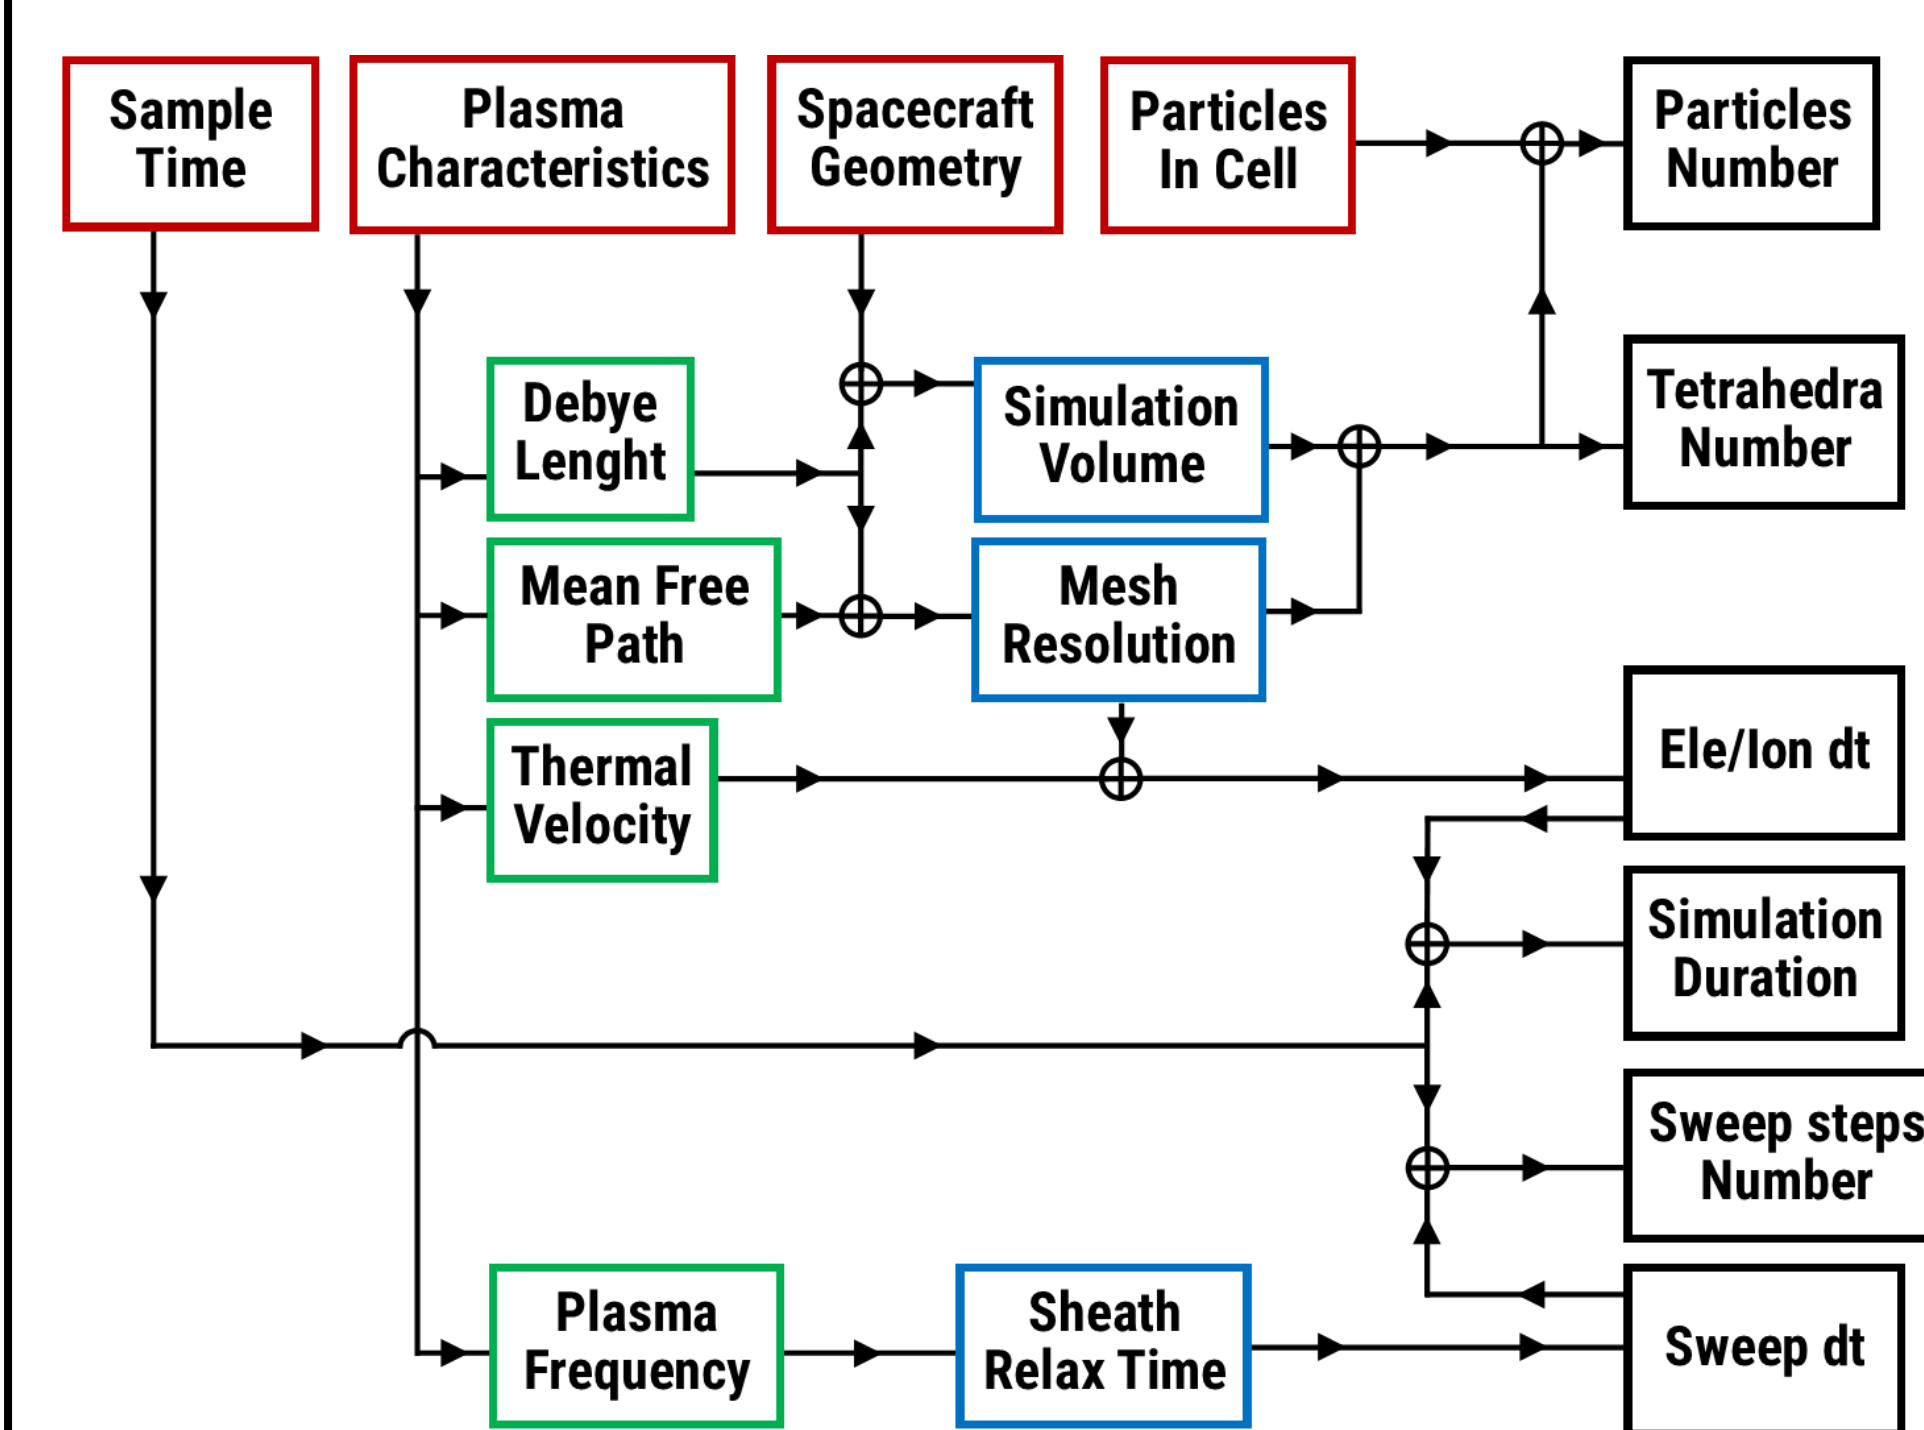 Sample
Time
Plasma
Characteristics
Spacecraft
Geometry
Particles
In Cell
Particles
Number
Debye
Lenght
Simulation
Volume
Tetrahedra
Number
Mean Free
Path
Mesh
Resolution
Thermal
Velocity
Ele/Ion dt
Simulation
Duration
Sweep steps
Number
Plasma
Frequency
Sheath
Relax Time
Sweep dt